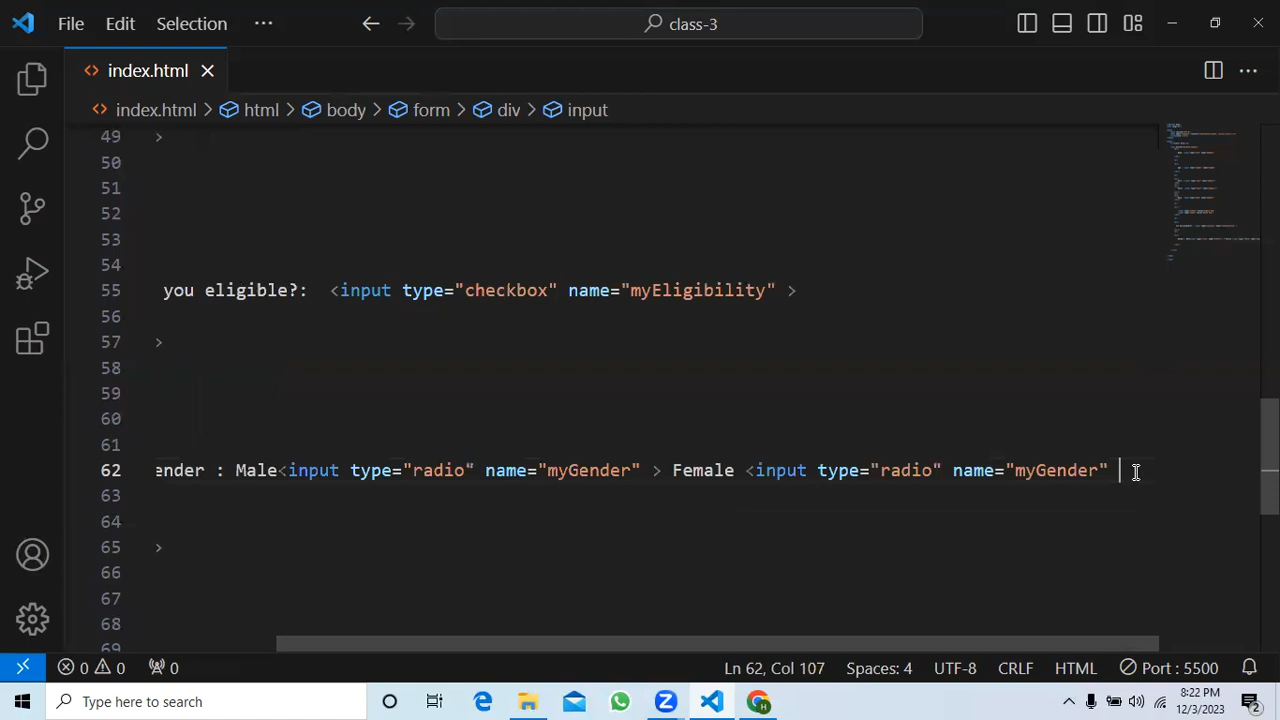 File Edit Selection ··· class-3
index.html
index.html > html > body > form > div > input
49 >
50
51
52
53
54
55 you eligible?: <input type="checkbox" name="myEligibility" >
56
57 >
58
59
60
61
62 ender : Male<input type="radio" name="myGender" > Female <input type="radio" name="myGender"
63
64
65 >
66
67
68
69
0 0 0 Ln 62, Col 107 Spaces: 4 UTF-8 CRLF HTML Port : 5500
Type here to search 8:22 PM
12/3/2023 2